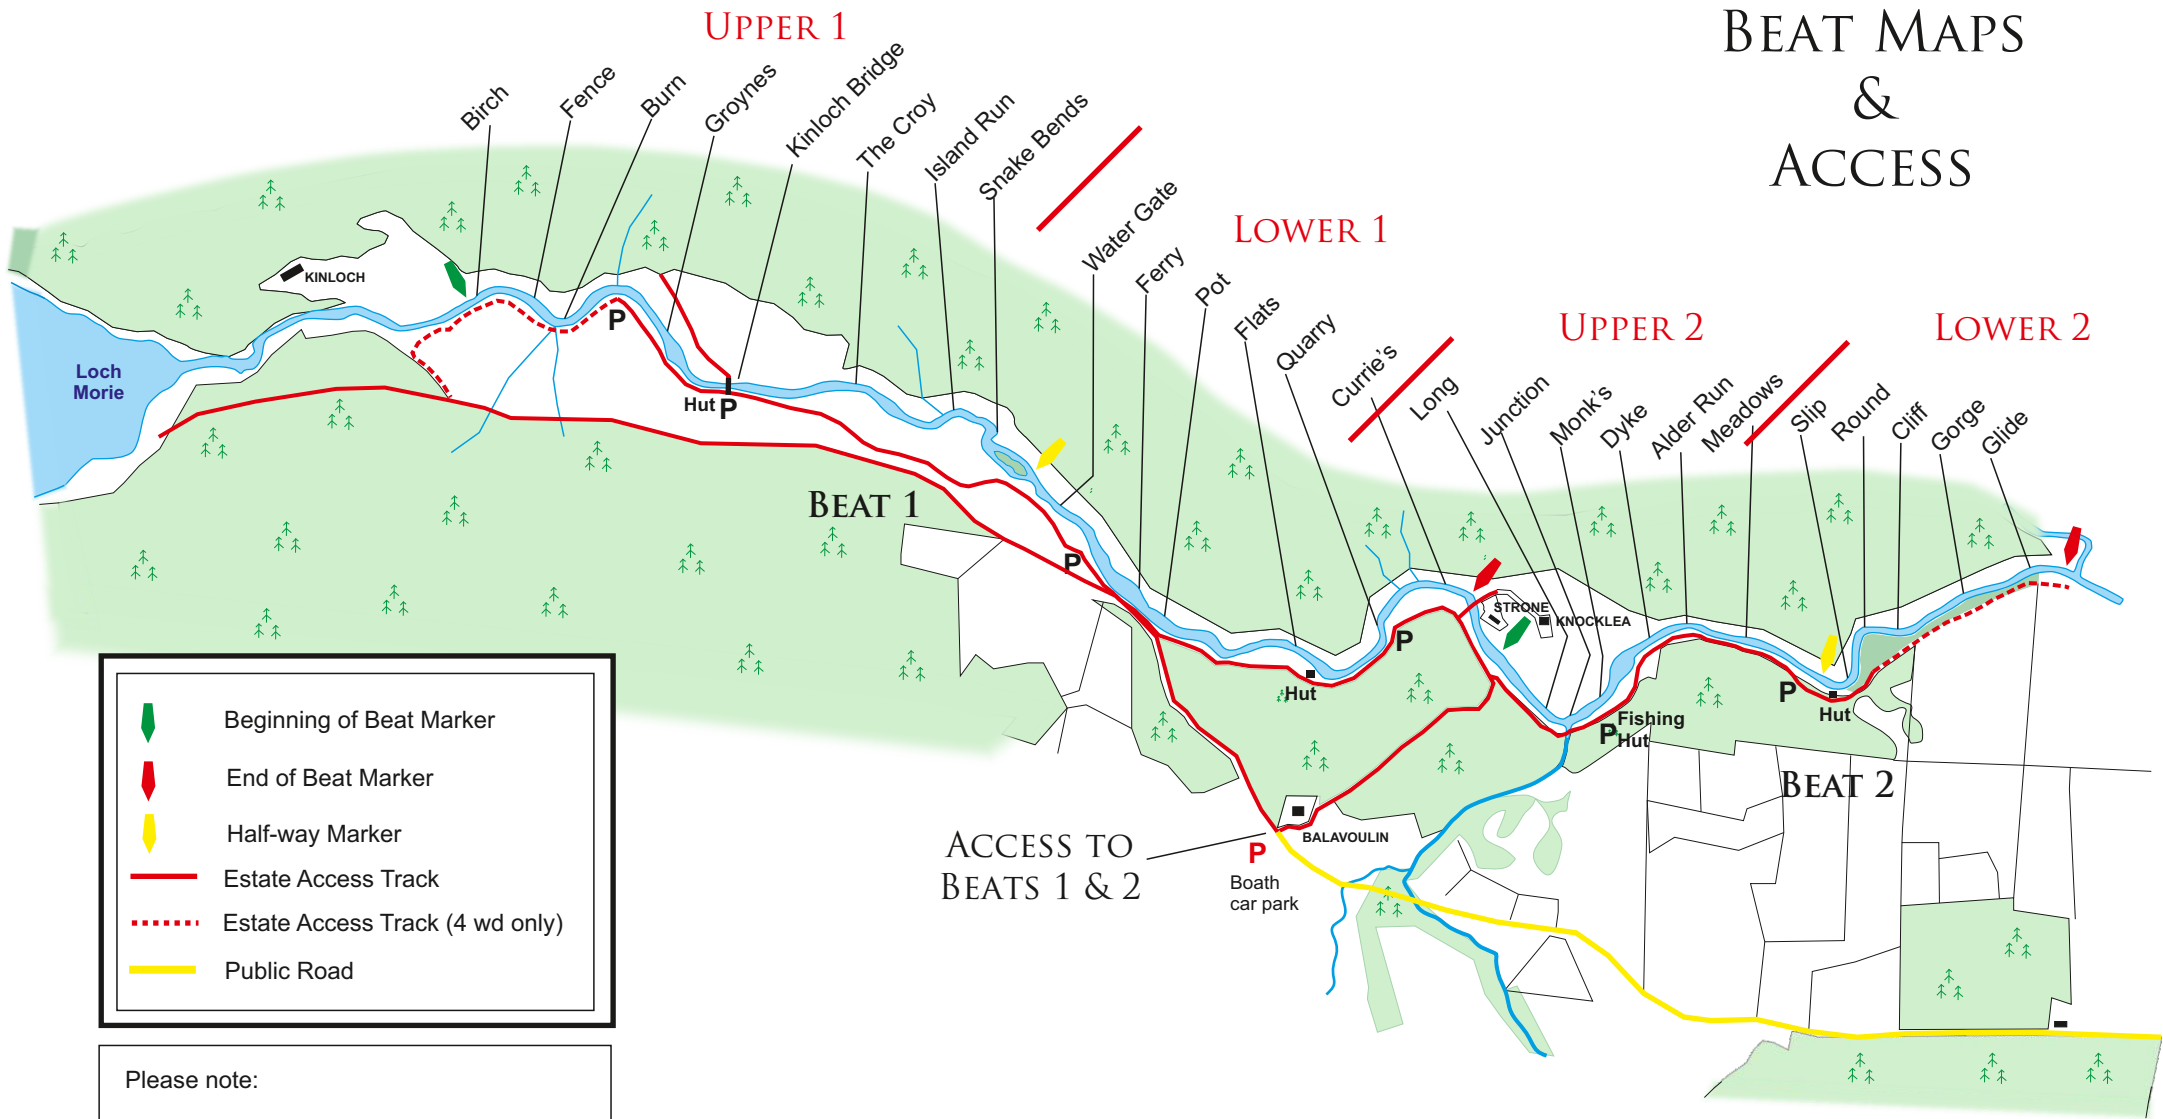 BEAT MAPS
&
ACCESS
UPPER 1
Birch
Fence
Burn
Groynes
Kinloch Bridge
The Croy
Island Run
Snake Bends
LOWER 1
Water Gate
Ferry
Pot
Flats
Quarry
Currie's
UPPER 2
Long
Junction
Monk's
Dyke
Alder Run
Meadows
LOWER 2
Slip
Round
Cliff
Gorge
Glide
KINLOCH
Loch
Morie
P
Hut P
BEAT 1
P
P
Hut
STRONE
KNOCKLEA
P
Hut
P Fishing
Hut
BEAT 2
BALAVOULIN
ACCESS TO
BEATS 1 & 2
P
Boath
car park
Beginning of Beat Marker
End of Beat Marker
Half-way Marker
Estate Access Track
Estate Access Track (4 wd only)
Public Road
Please note: